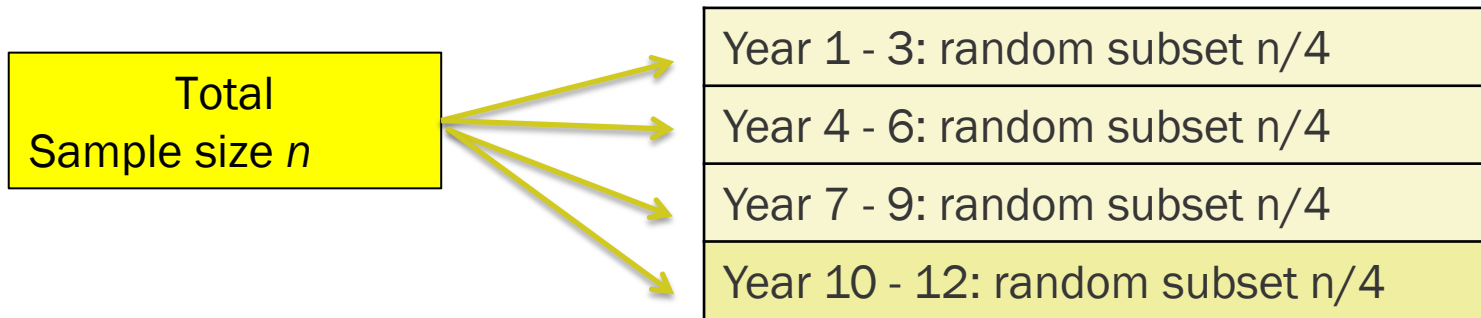 Total
Sample size n
Year 1 - 3: random subset n/4
Year 4 - 6: random subset n/4
Year 7 - 9: random subset n/4
Year 10 - 12: random subset n/4